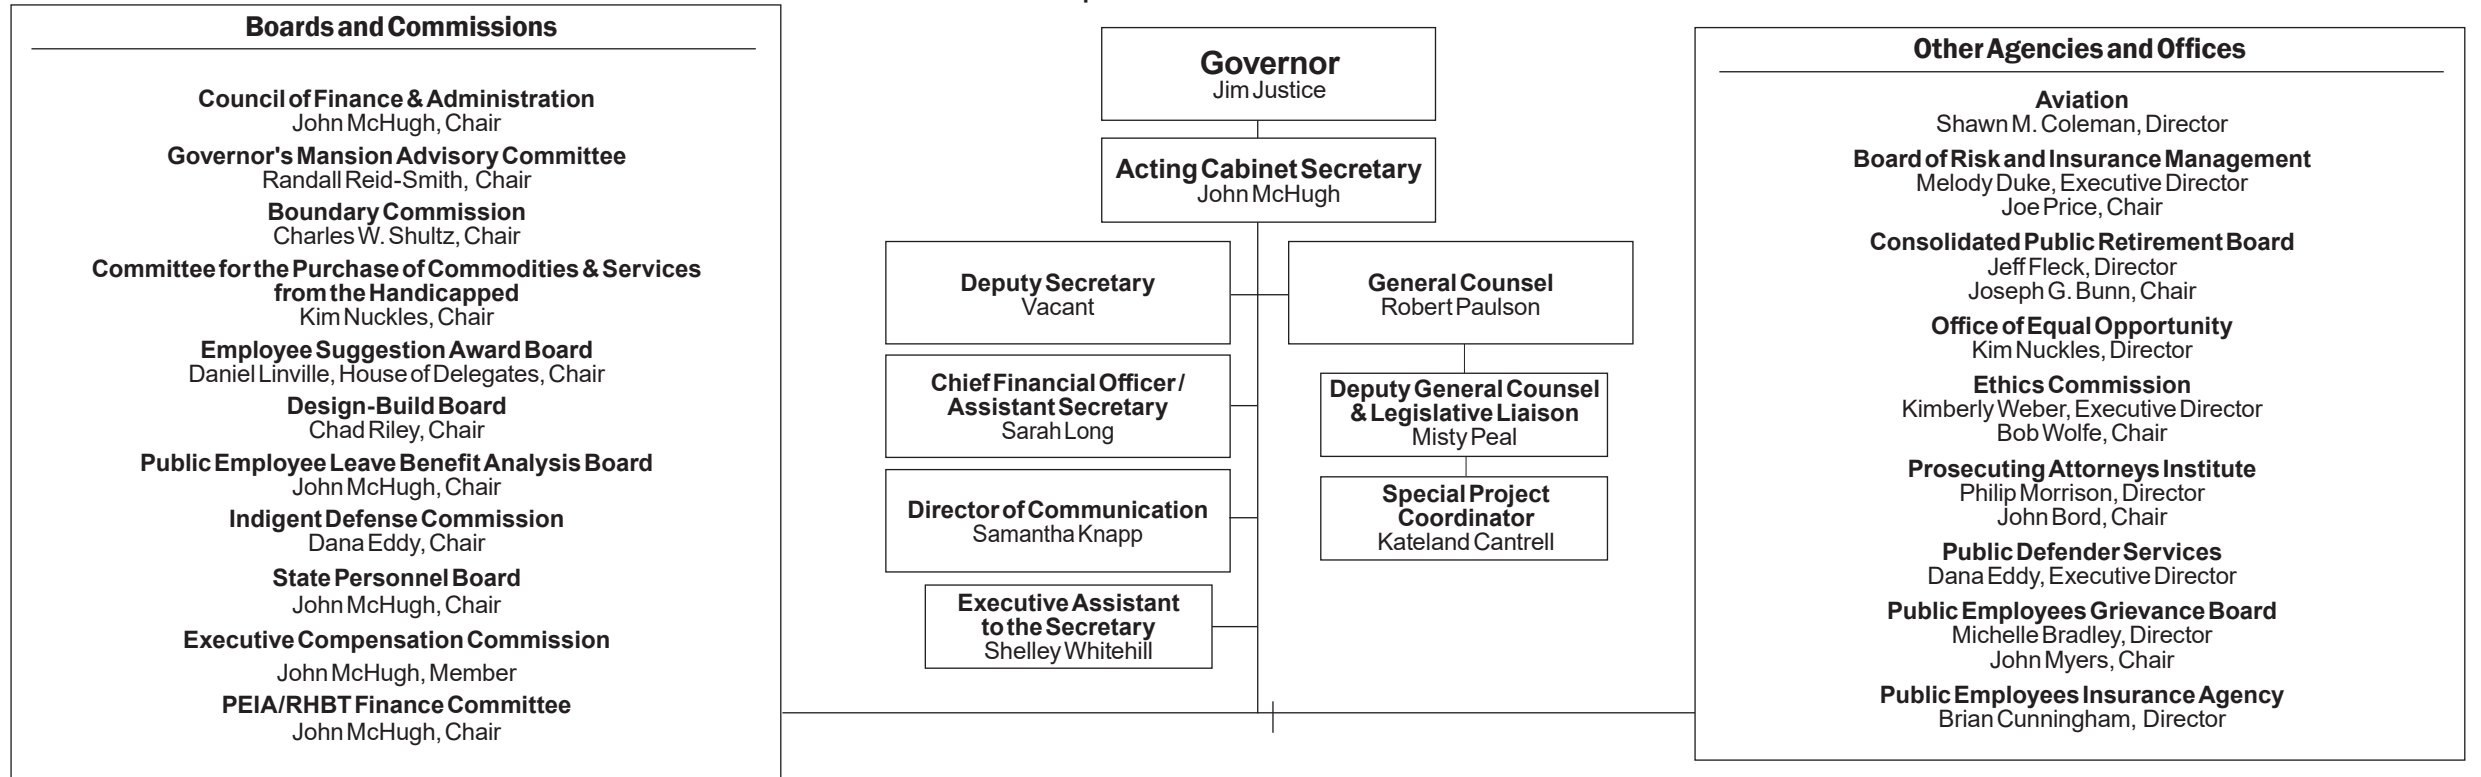 Boards and Commissions
Council of Finance & Administration
John McHugh, Chair
Governor's Mansion Advisory Committee
Randall Reid-Smith, Chair
Boundary Commission
Charles W. Shultz, Chair
Committee for the Purchase of Commodities & Services
from the Handicapped
Kim Nuckles, Chair
Employee Suggestion Award Board
Daniel Linville, House of Delegates, Chair
Design-Build Board
Chad Riley, Chair
Public Employee Leave Benefit Analysis Board
John McHugh, Chair
Indigent Defense Commission
Dana Eddy, Chair
State Personnel Board
John McHugh, Chair
Executive Compensation Commission
John McHugh, Member
PEIA/RHBT Finance Committee
John McHugh, Chair
Governor
Jim Justice
Acting Cabinet Secretary
John McHugh
Deputy Secretary
Vacant
General Counsel
Robert Paulson
Chief Financial Officer /
Assistant Secretary
Sarah Long
Deputy General Counsel
& Legislative Liaison
Misty Peal
Director of Communication
Samantha Knapp
Special Project
Coordinator
Kateland Cantrell
Executive Assistant
to the Secretary
Shelley Whitehill
Other Agencies and Offices
Aviation
Shawn M. Coleman, Director
Board of Risk and Insurance Management
Melody Duke, Executive Director
Joe Price, Chair
Consolidated Public Retirement Board
Jeff Fleck, Director
Joseph G. Bunn, Chair
Office of Equal Opportunity
Kim Nuckles, Director
Ethics Commission
Kimberly Weber, Executive Director
Bob Wolfe, Chair
Prosecuting Attorneys Institute
Philip Morrison, Director
John Bord, Chair
Public Defender Services
Dana Eddy, Executive Director
Public Employees Grievance Board
Michelle Bradley, Director
John Myers, Chair
Public Employees Insurance Agency
Brian Cunningham, Director